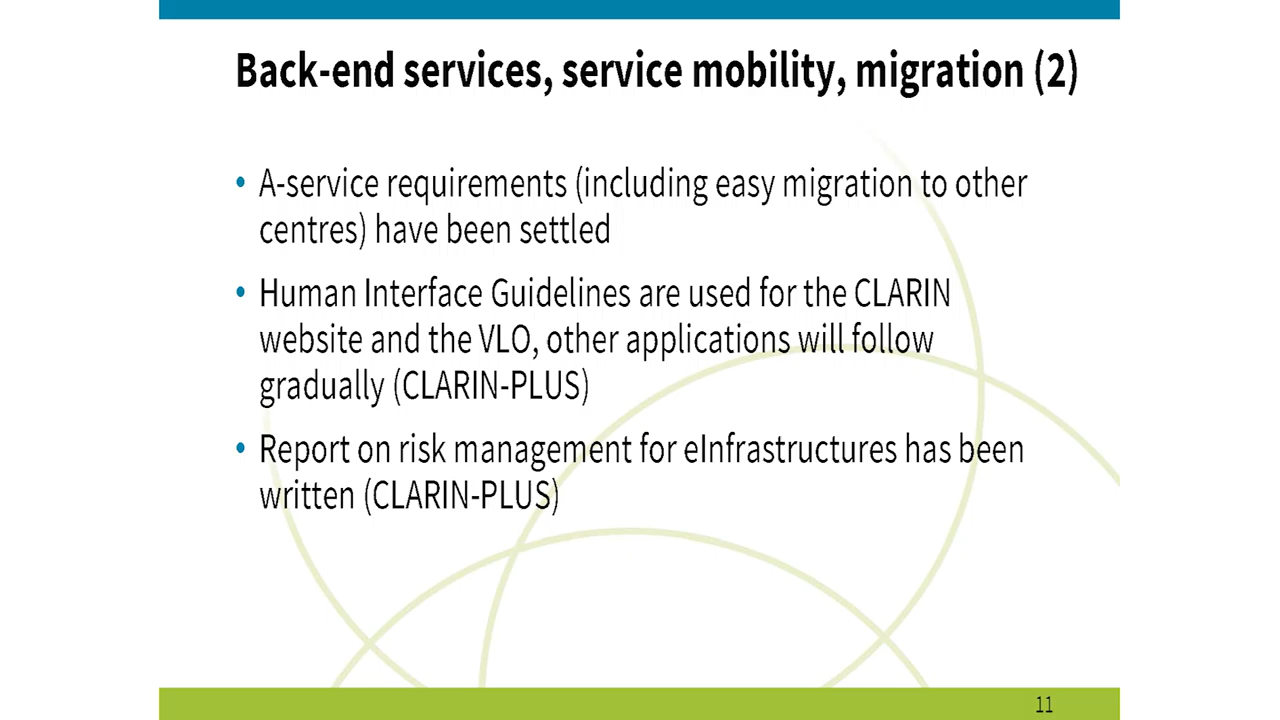 Back-end services, service mobility, migration (2)
• A-service requirements (including easy migration to other
centres) have been settled
• Human Interface Guidelines are used for the CLARIN
website and the VLO, other applications will follow
gradually (CLARIN-PLUS)
• Report on risk management for eInfrastructures has been
written (CLARIN-PLUS)
11